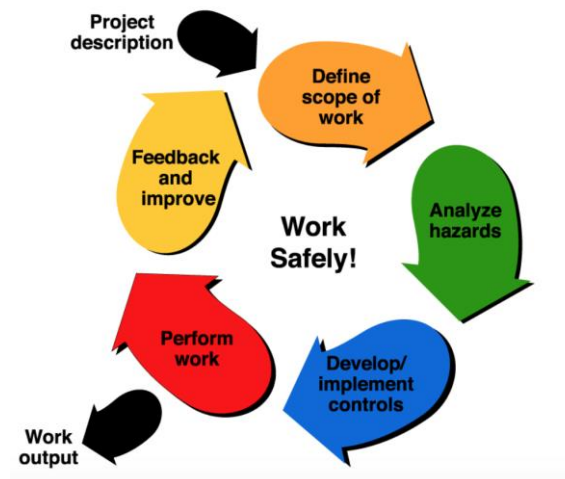 Project
description
Define
scope of
work
Analyze
hazards
Develop/
implement
controls
Perform
work
Work
output
Feedback
and
improve
Work
Safely!